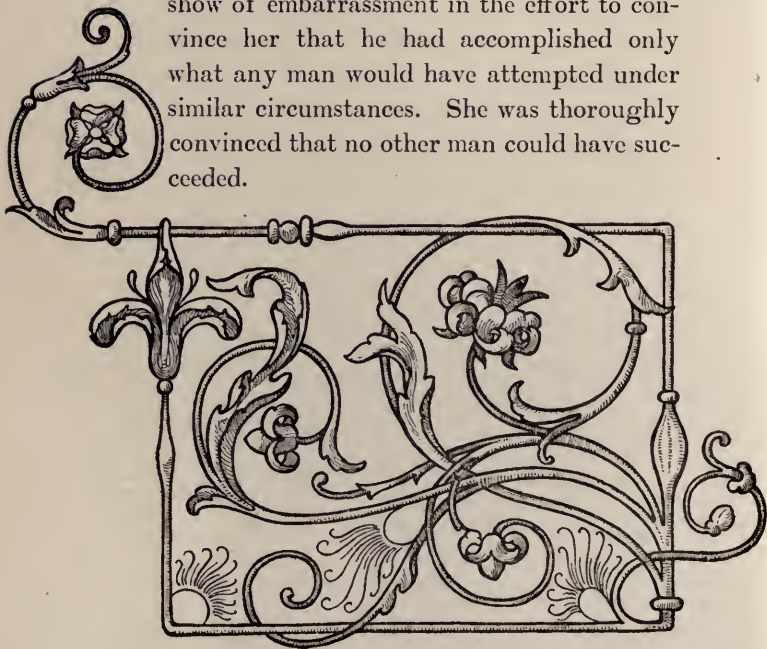 show of embarrassment in the effort to con-
vince her that he had accomplished only
what any man would have attempted under
similar circumstances. She was thoroughly
convinced that no other man could have suc-
ceeded.